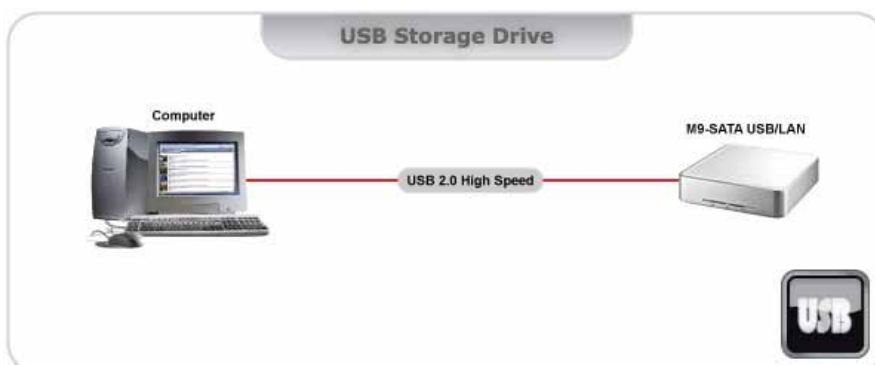 USB Storage Drive
Computer
M9-SATA USB/LAN
USB 2.0 High Speed
USB